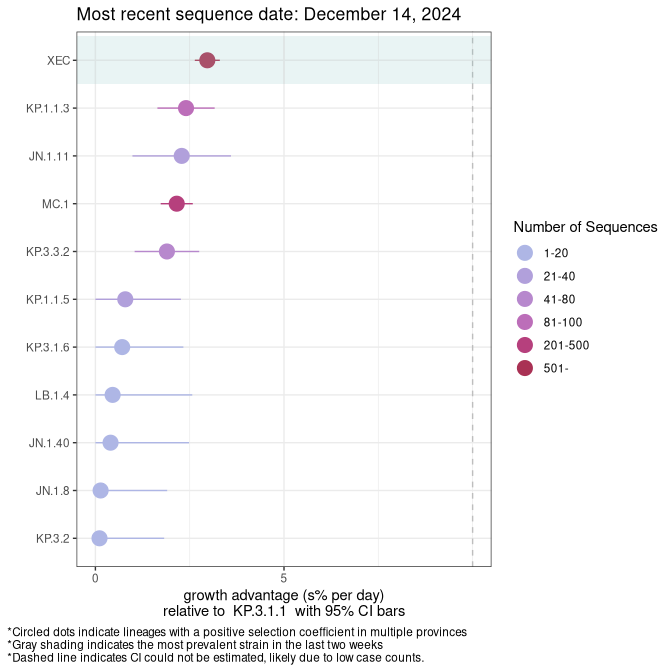 Most recent sequence date: December 14, 2024
XEC
KP.1.1.3
JN.1.11
MC.1
KP.3.3.2
KP.1.1.5
KP.3.1.6
LB.1.4
JN.1.40
JN.1.8
KP.3.2
0 5
growth advantage (s% per day)
relative to KP.3.1.1 with 95% CI bars
Number of Sequences
1-20
21-40
41-80
81-100
201-500
501-
*Circled dots indicate lineages with a positive selection coefficient in multiple provinces
*Gray shading indicates the most prevalent strain in the last two weeks
*Dashed line indicates CI could not be estimated, likely due to low case counts.